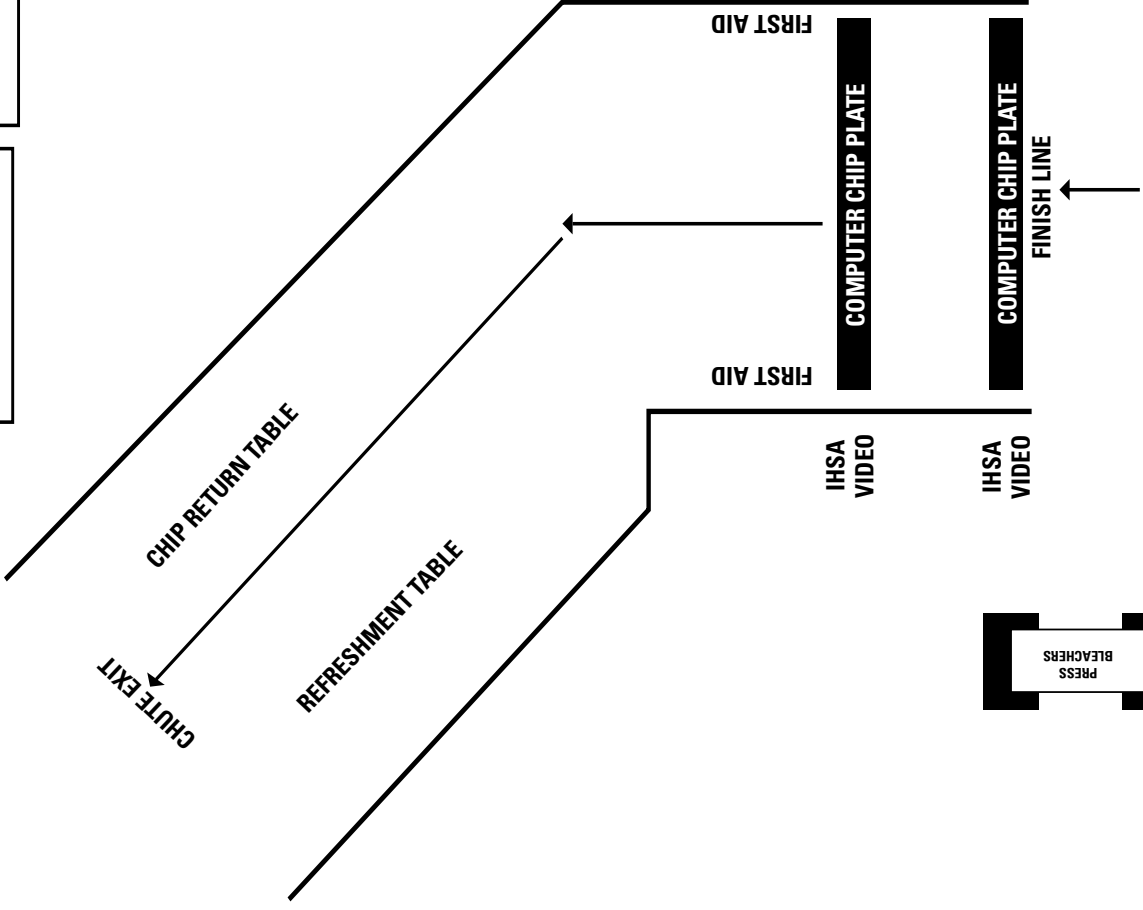 FIRST AID
COMPUTER CHIP PLATE
COMPUTER CHIP PLATE
FINISH LINE
FIRST AID
IHSA
VIDEO
IHSA
VIDEO
CHIP RETURN TABLE
REFRESHMENT TABLE
CHUTE EXIT
PRESS
BLEACHERS